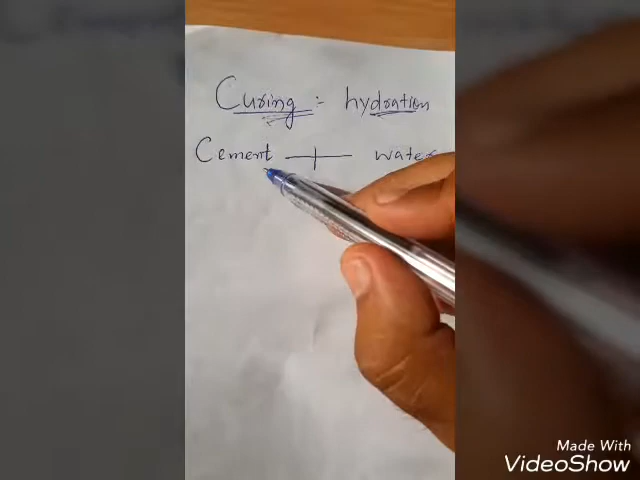 Curing :- hydration
Cement + water
Made With
VideoShow